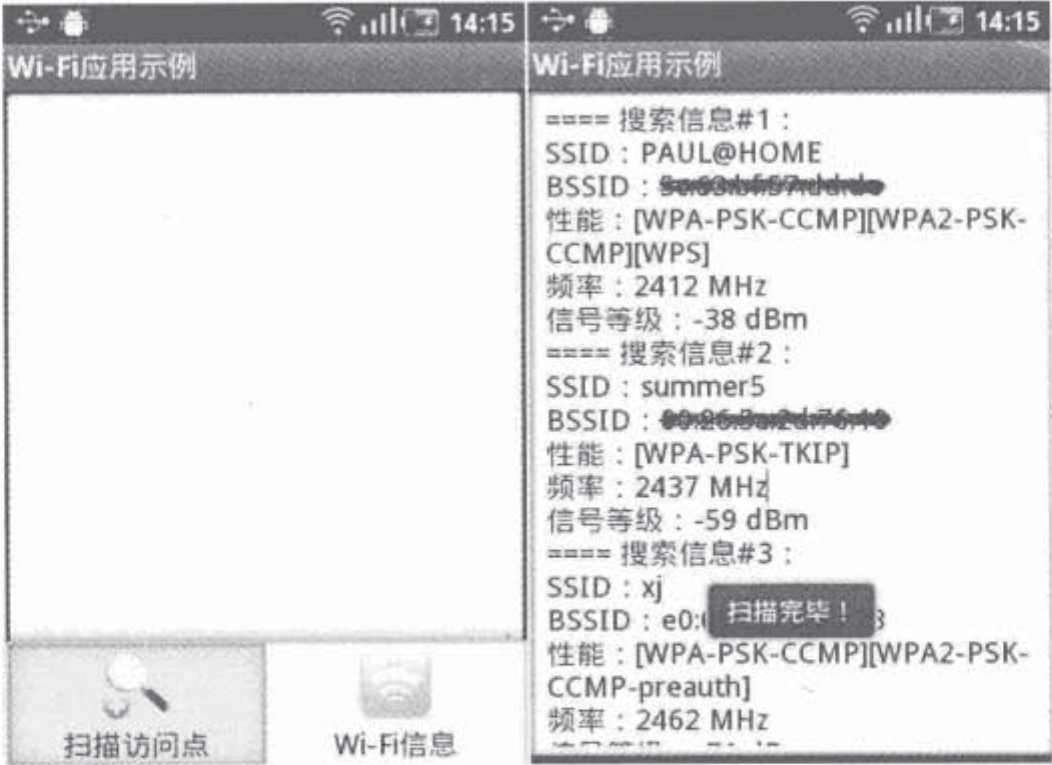 14:15
Wi-Fi应用示例
扫描访问点
Wi-Fi信息
14:15
Wi-Fi应用示例
==== 搜索信息#1：
SSID：PAUL@HOME
BSSID：
性能：[WPA-PSK-CCMP][WPA2-PSK-
CCMP][WPS]
频率：2412 MHz
信号等级：-38 dBm
==== 搜索信息#2：
SSID：summer5
BSSID：
性能：[WPA-PSK-TKIP]
频率：2437 MHz
信号等级：-59 dBm
==== 搜索信息#3：
SSID：xj
BSSID：e0:
扫描完毕！
性能：[WPA-PSK-CCMP][WPA2-PSK-
CCMP-preauth]
频率：2462 MHz